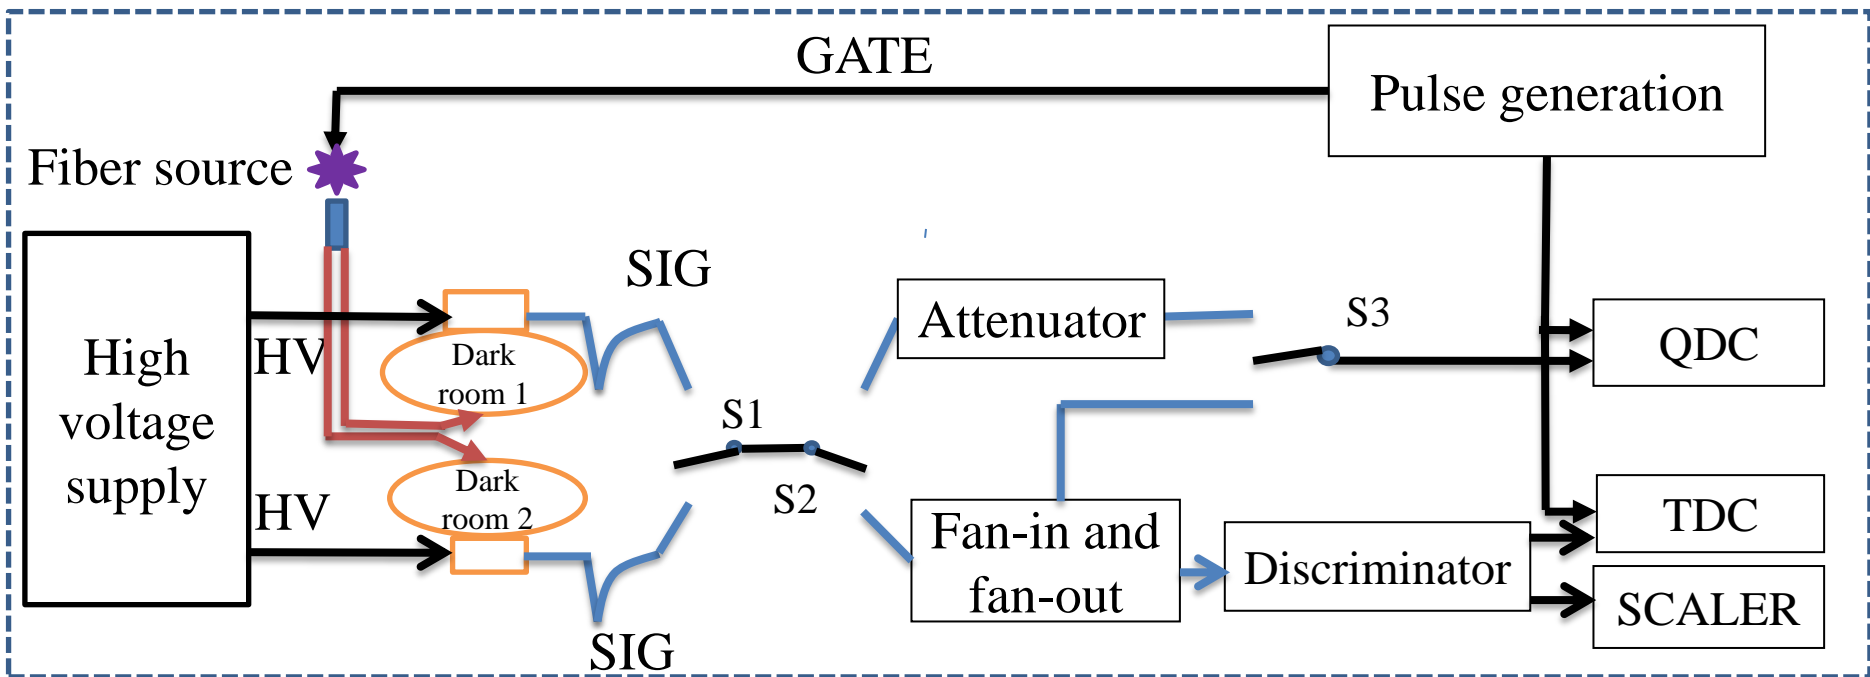 GATE
Pulse generation
Fiber source
SIG
High
voltage
supply
HV
Dark
room 1
Attenuator
S3
QDC
S1
S2
HV
Dark
room 2
Fan-in and
fan-out
Discriminator
TDC
SCALER
SIG